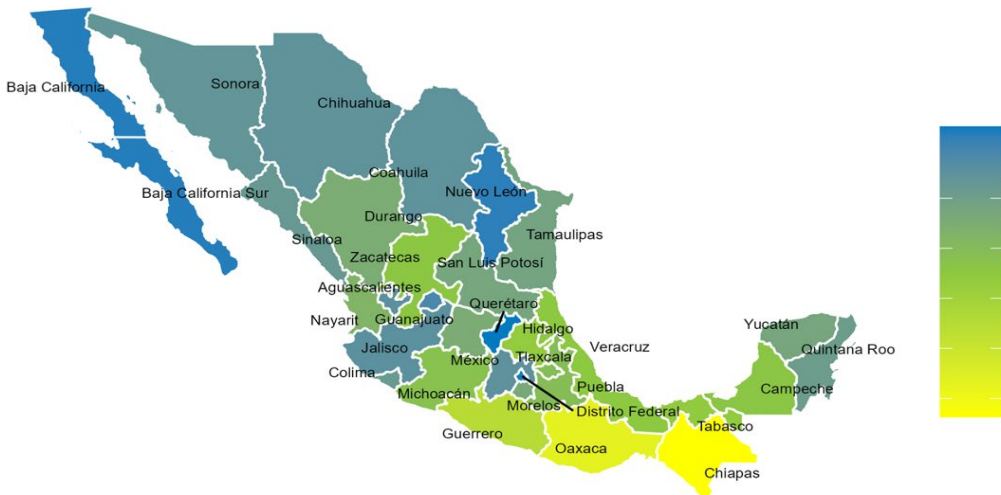 Baja California
Sonora
Chihuahua
Coahuila
Baja California Sur
Nuevo León
Durango
Sinaloa
Tamaulipas
Zacatecas
San Luis Potosí
Aguascalientes
Querétaro
Nayarit
Guanajuato
Yucatán
Hidalgo
Veracruz
Quintana Roo
Jalisco
México
Tlaxcala
Colima
Michoacán
Puebla
Campeche
Morelos
Distrito Federal
Tabasco
Guerrero
Oaxaca
Chiapas